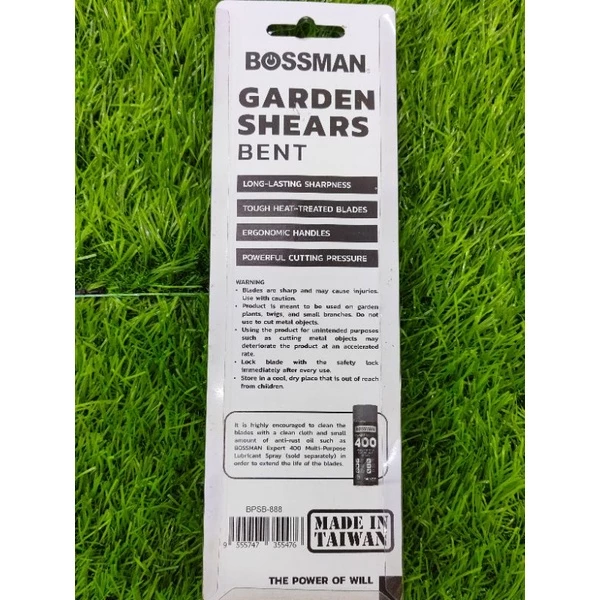 BOSSMAN
GARDEN
SHEARS
BENT
LONG-LASTING SHARPNESS
TOUGH HEAT-TREATED BLADES
ERGONOMIC HANDLES
POWERFUL CUTTING PRESSURE
WARNING
• Blades are sharp and may cause injuries.
Use with caution.
• Product is meant to be used on garden
plants, twigs, and small branches. Do not
use to cut metal objects.
• Using the product for unintended purposes
such as cutting metal objects may
deteriorate the product at an accelerated
rate.
• Lock blade with the safety lock
immediately after every use.
• Store in a cool, dry place that is out of reach
from children.
It is highly encouraged to clean the
blades with a clean cloth and small
amount of anti-rust oil such as
BOSSMAN Expert 400 Multi-Purpose
Lubricant Spray (sold separately) in
order to extend the life of the blades.
BOSSMAN
400
BPSB-888
9 555747 355476
MADE IN
TAIWAN
THE POWER OF WILL